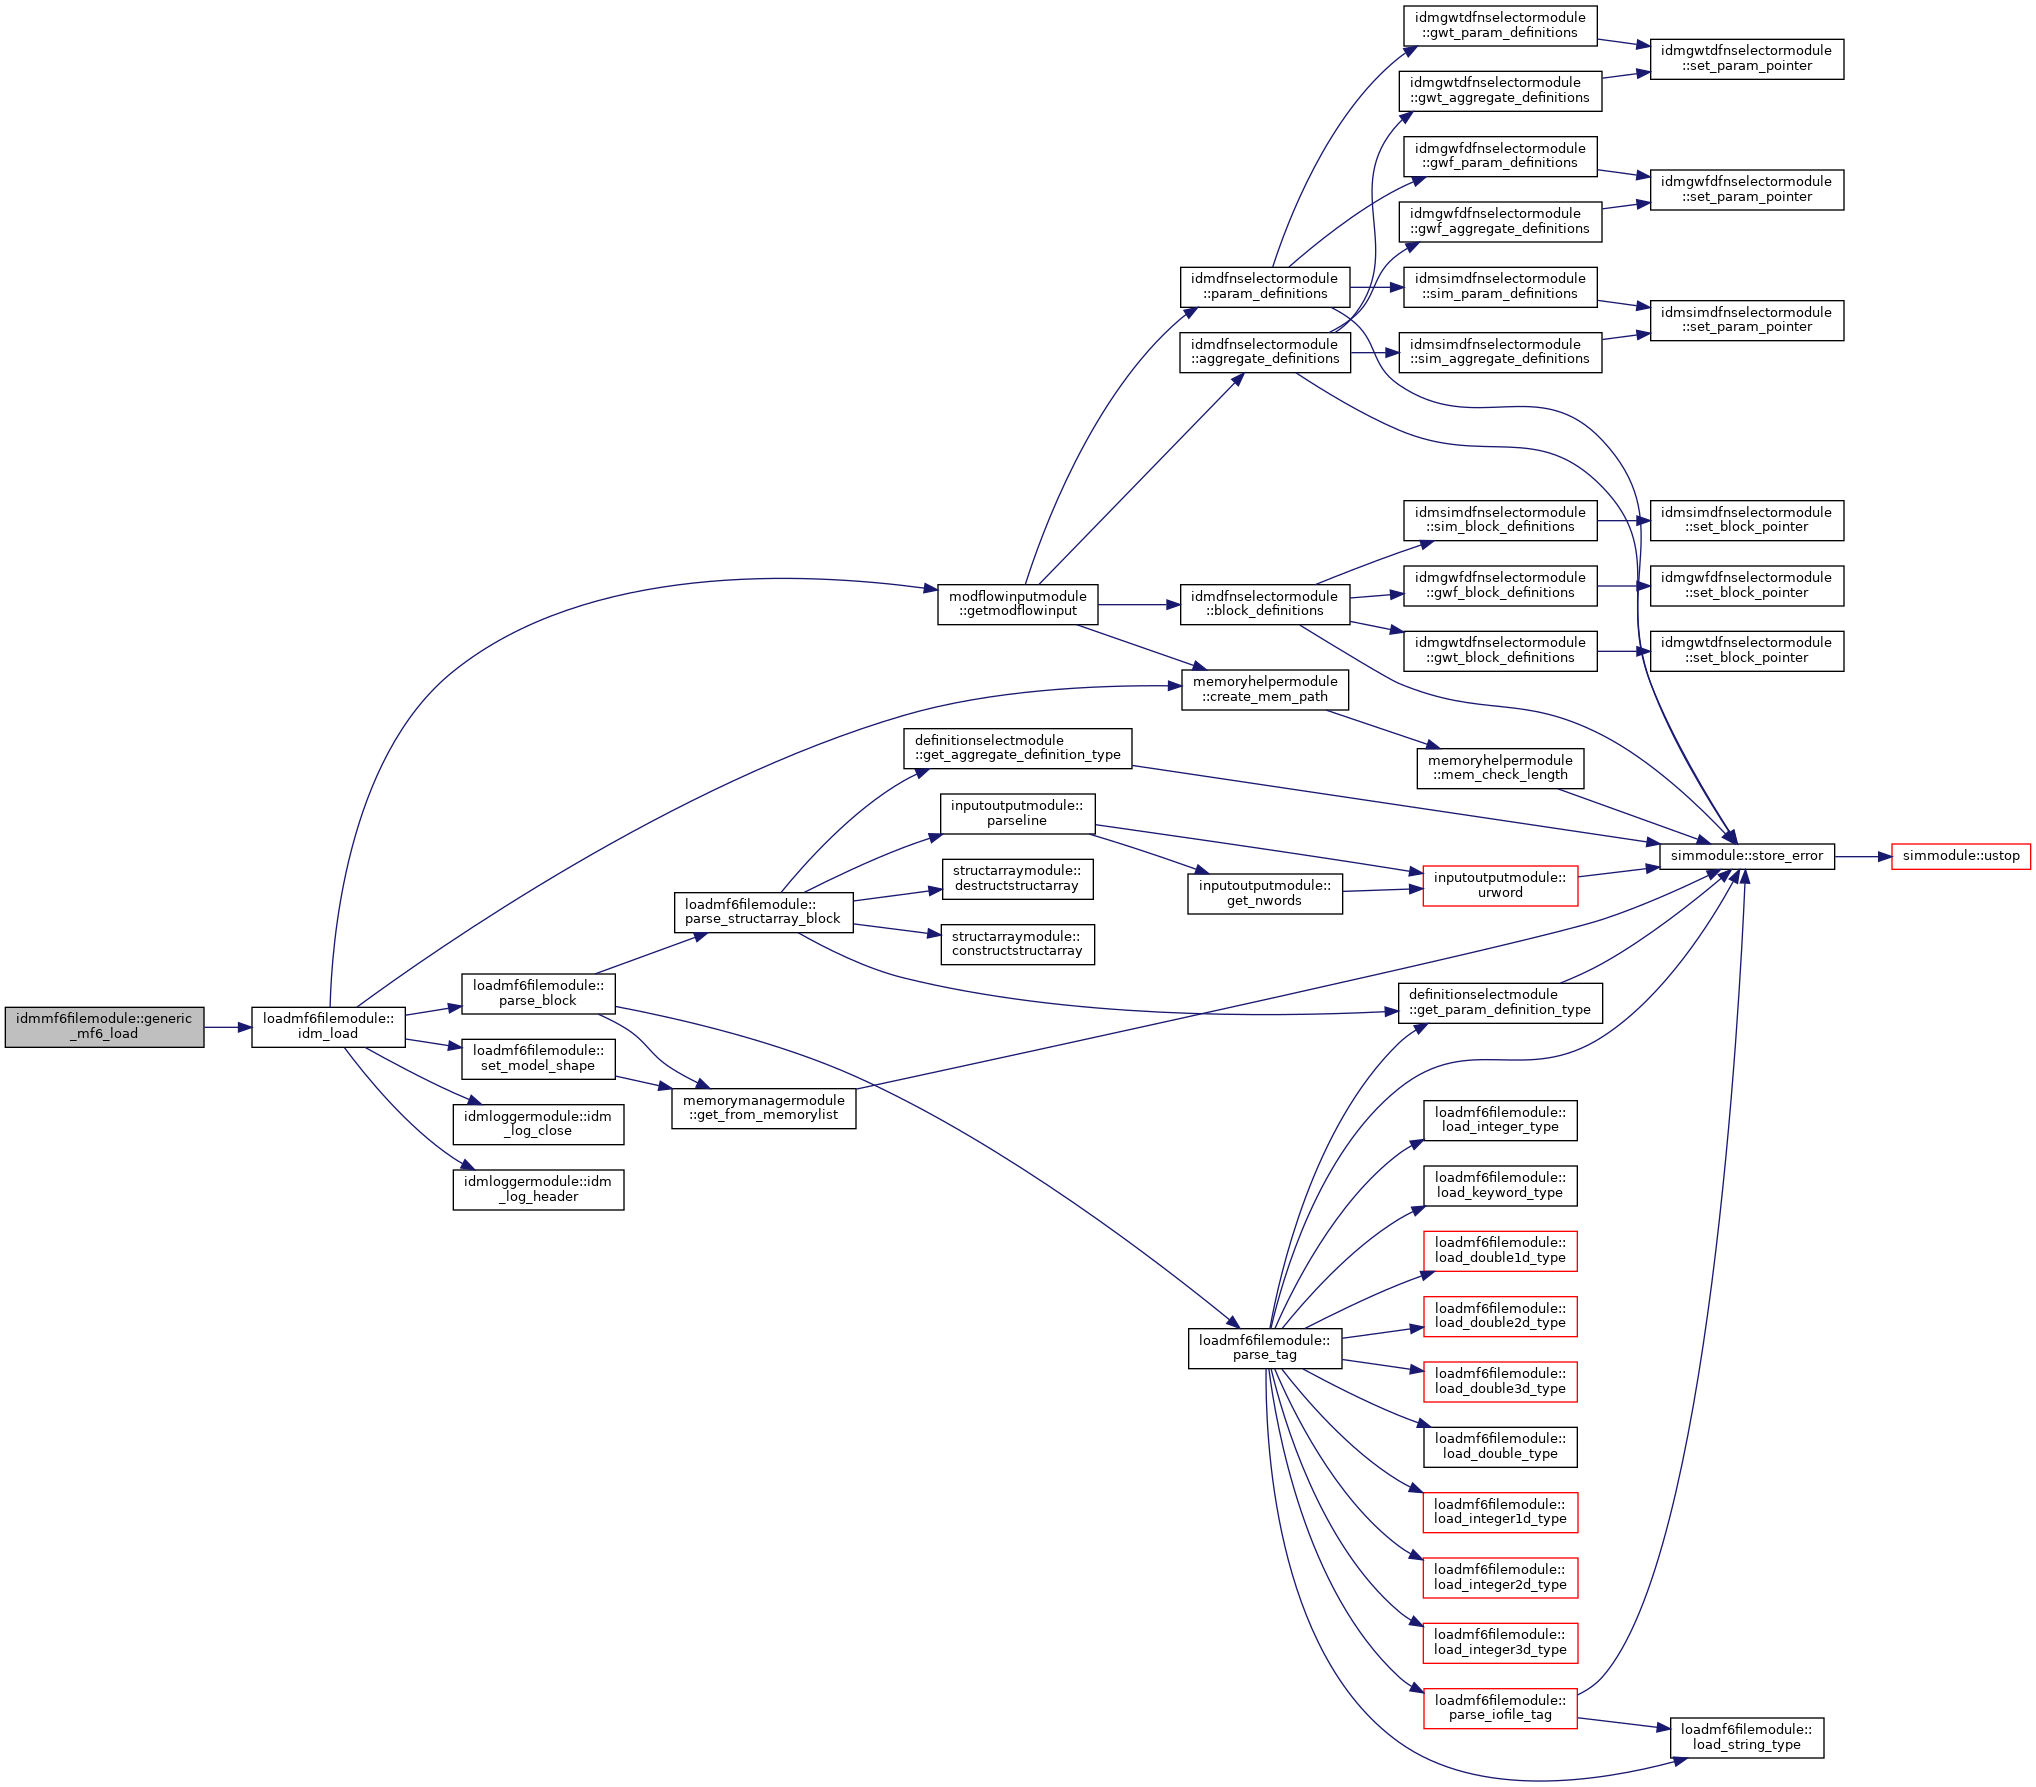 idmmf6filemodule::generic
_mf6_load
loadmf6filemodule::
idm_load
loadmf6filemodule::
parse_block
loadmf6filemodule::
set_model_shape
idmloggermodule::idm
_log_close
idmloggermodule::idm
_log_header
loadmf6filemodule::
parse_structarray_block
memorymanagermodule
::get_from_memorylist
modflowinputmodule
::getmodflowinput
definitionselectmodule
::get_aggregate_definition_type
inputoutputmodule::
parseline
structarraymodule::
destructstructarray
structarraymodule::
constructstructarray
idmdfnselectormodule
::param_definitions
idmdfnselectormodule
::aggregate_definitions
idmdfnselectormodule
::block_definitions
memoryhelpermodule
::create_mem_path
inputoutputmodule::
get_nwords
loadmf6filemodule::
parse_tag
idmgwtdfnselectormodule
::gwt_param_definitions
idmgwtdfnselectormodule
::gwt_aggregate_definitions
idmgwfdfnselectormodule
::gwf_param_definitions
idmgwfdfnselectormodule
::gwf_aggregate_definitions
idmsimdfnselectormodule
::sim_param_definitions
idmsimdfnselectormodule
::sim_aggregate_definitions
idmsimdfnselectormodule
::sim_block_definitions
idmgwfdfnselectormodule
::gwf_block_definitions
idmgwtdfnselectormodule
::gwt_block_definitions
memoryhelpermodule
::mem_check_length
inputoutputmodule::
urword
definitionselectmodule
::get_param_definition_type
loadmf6filemodule::
load_integer_type
loadmf6filemodule::
load_keyword_type
loadmf6filemodule::
load_double1d_type
loadmf6filemodule::
load_double2d_type
loadmf6filemodule::
load_double3d_type
loadmf6filemodule::
load_double_type
loadmf6filemodule::
load_integer1d_type
loadmf6filemodule::
load_integer2d_type
loadmf6filemodule::
load_integer3d_type
loadmf6filemodule::
parse_iofile_tag
idmgwtdfnselectormodule
::set_param_pointer
idmgwfdfnselectormodule
::set_param_pointer
idmsimdfnselectormodule
::set_param_pointer
idmsimdfnselectormodule
::set_block_pointer
idmgwfdfnselectormodule
::set_block_pointer
idmgwtdfnselectormodule
::set_block_pointer
simmodule::store_error
loadmf6filemodule::
load_string_type
simmodule::ustop